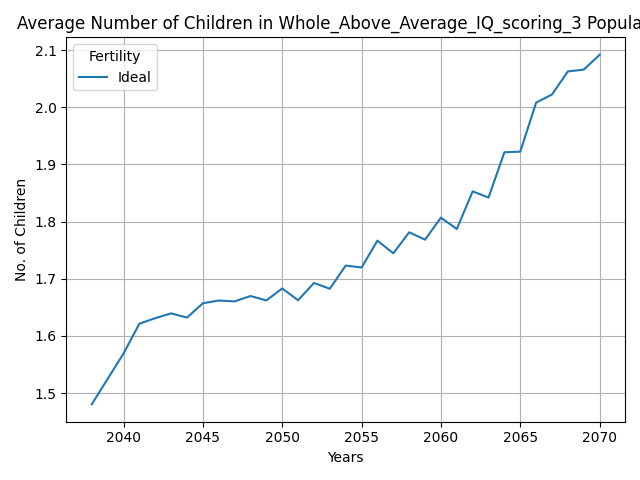 Average Number of Children in Whole_Above_Average_IQ_scoring_3 Popula
Fertility
Ideal
No. of Children
2.1
2.0
1.9
1.8
1.7
1.6
1.5
2040 2045 2050 2055 2060 2065 2070
Years